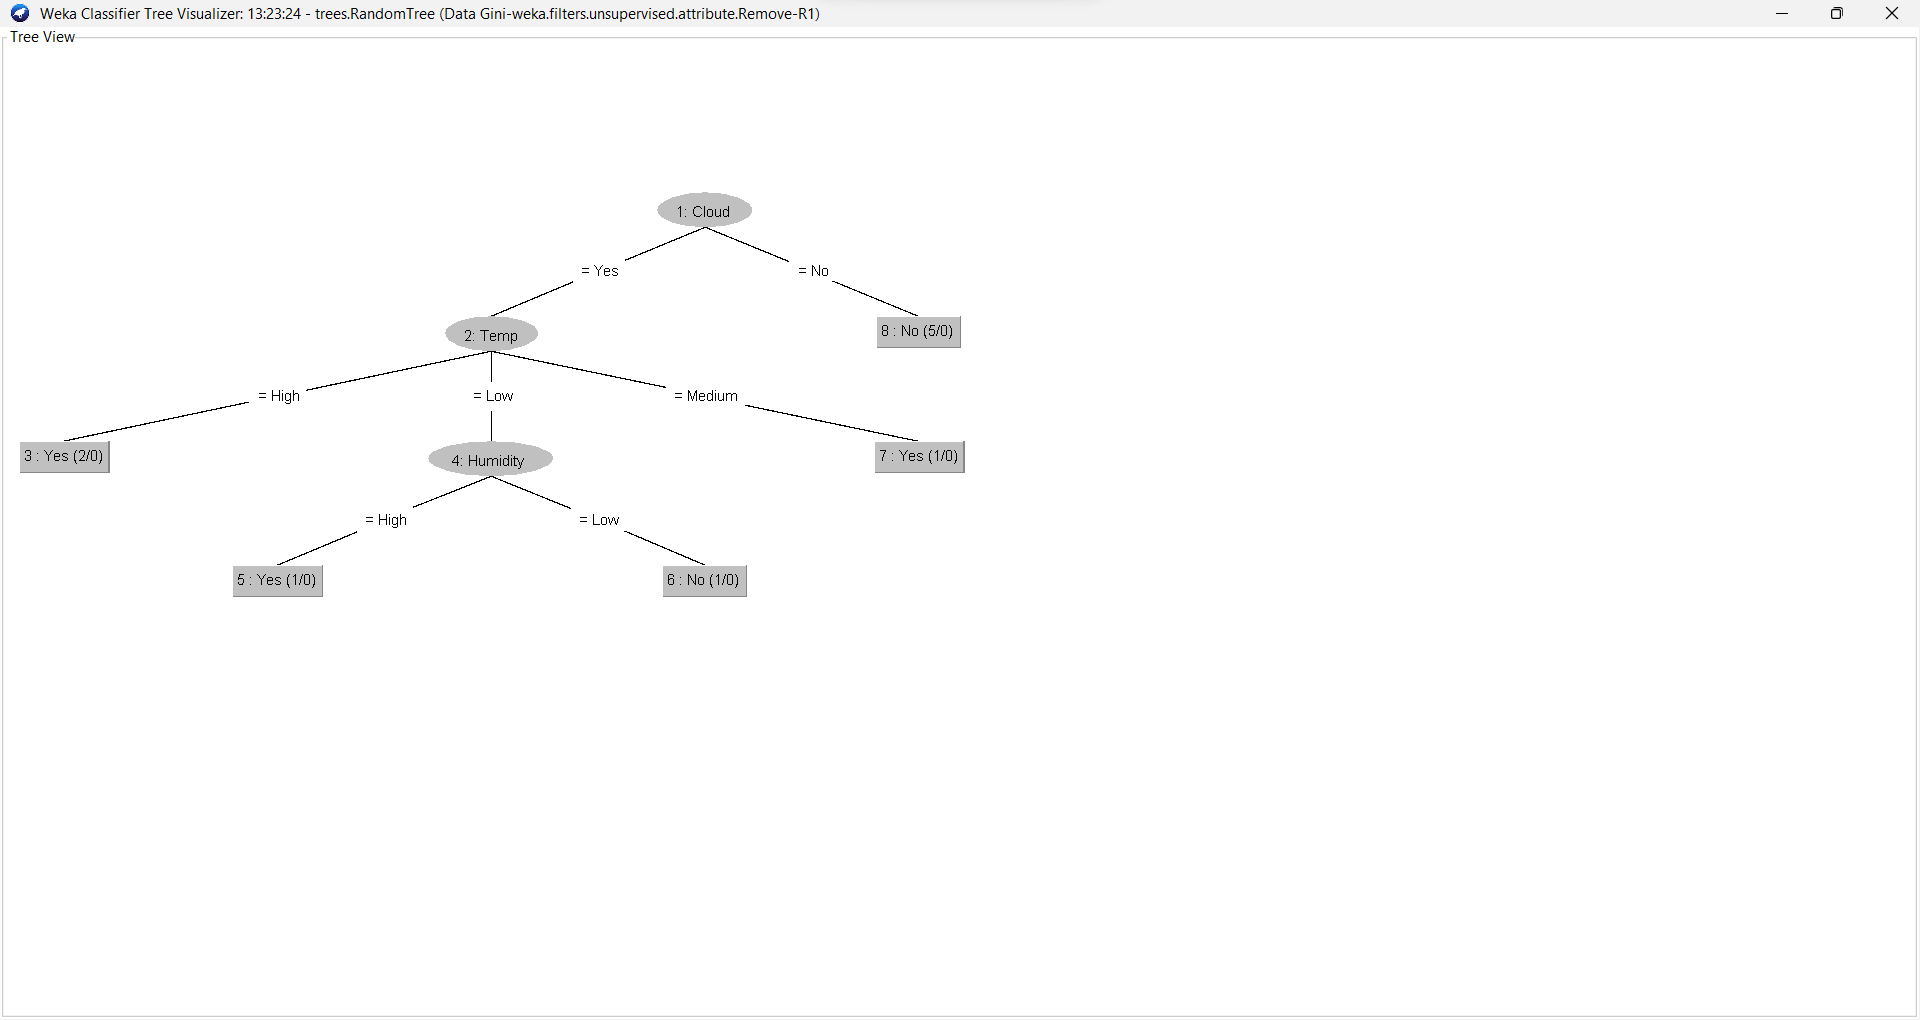 Weka Classifier Tree Visualizer: 13:23:24 - trees.RandomTree (Data Gini-weka.filters.unsupervised.attribute.Remove-R1)
Tree View
1: Cloud
= Yes
= No
2: Temp
8 : No (5/0)
= High
= Low
= Medium
3 : Yes (2/0)
4: Humidity
7 : Yes (1/0)
= High
= Low
5 : Yes (1/0)
6 : No (1/0)